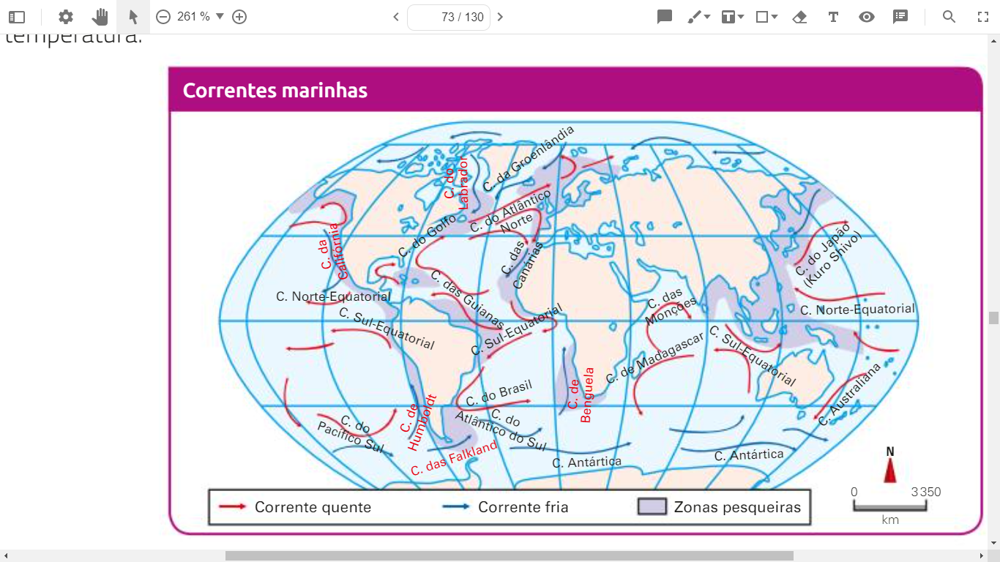 261 %
73 / 130
temperatura.
Correntes marinhas
C. da Groenlândia
C. do
Labrador
C. do Atlântico
Norte
C. do Golfo
C. da
Califórnia
C. das
Canárias
C. do Japão
(Kuro Shivo)
C. Norte-Equatorial
C. das Guianas
C. das
Monções
C. Norte-Equatorial
C. Sul-Equatorial
C. Sul-Equatorial
C. Sul-Equatorial
C. de Madagascar
C. do Brasil
C. de
Benguela
C. Australiana
C. do
Pacífico Sul
C. de
Humboldt
C. do
Atlântico do Sul
C. das Falkland
C. Antártica
C. Antártica
N
Corrente quente
Corrente fria
Zonas pesqueiras
0 3 350
km